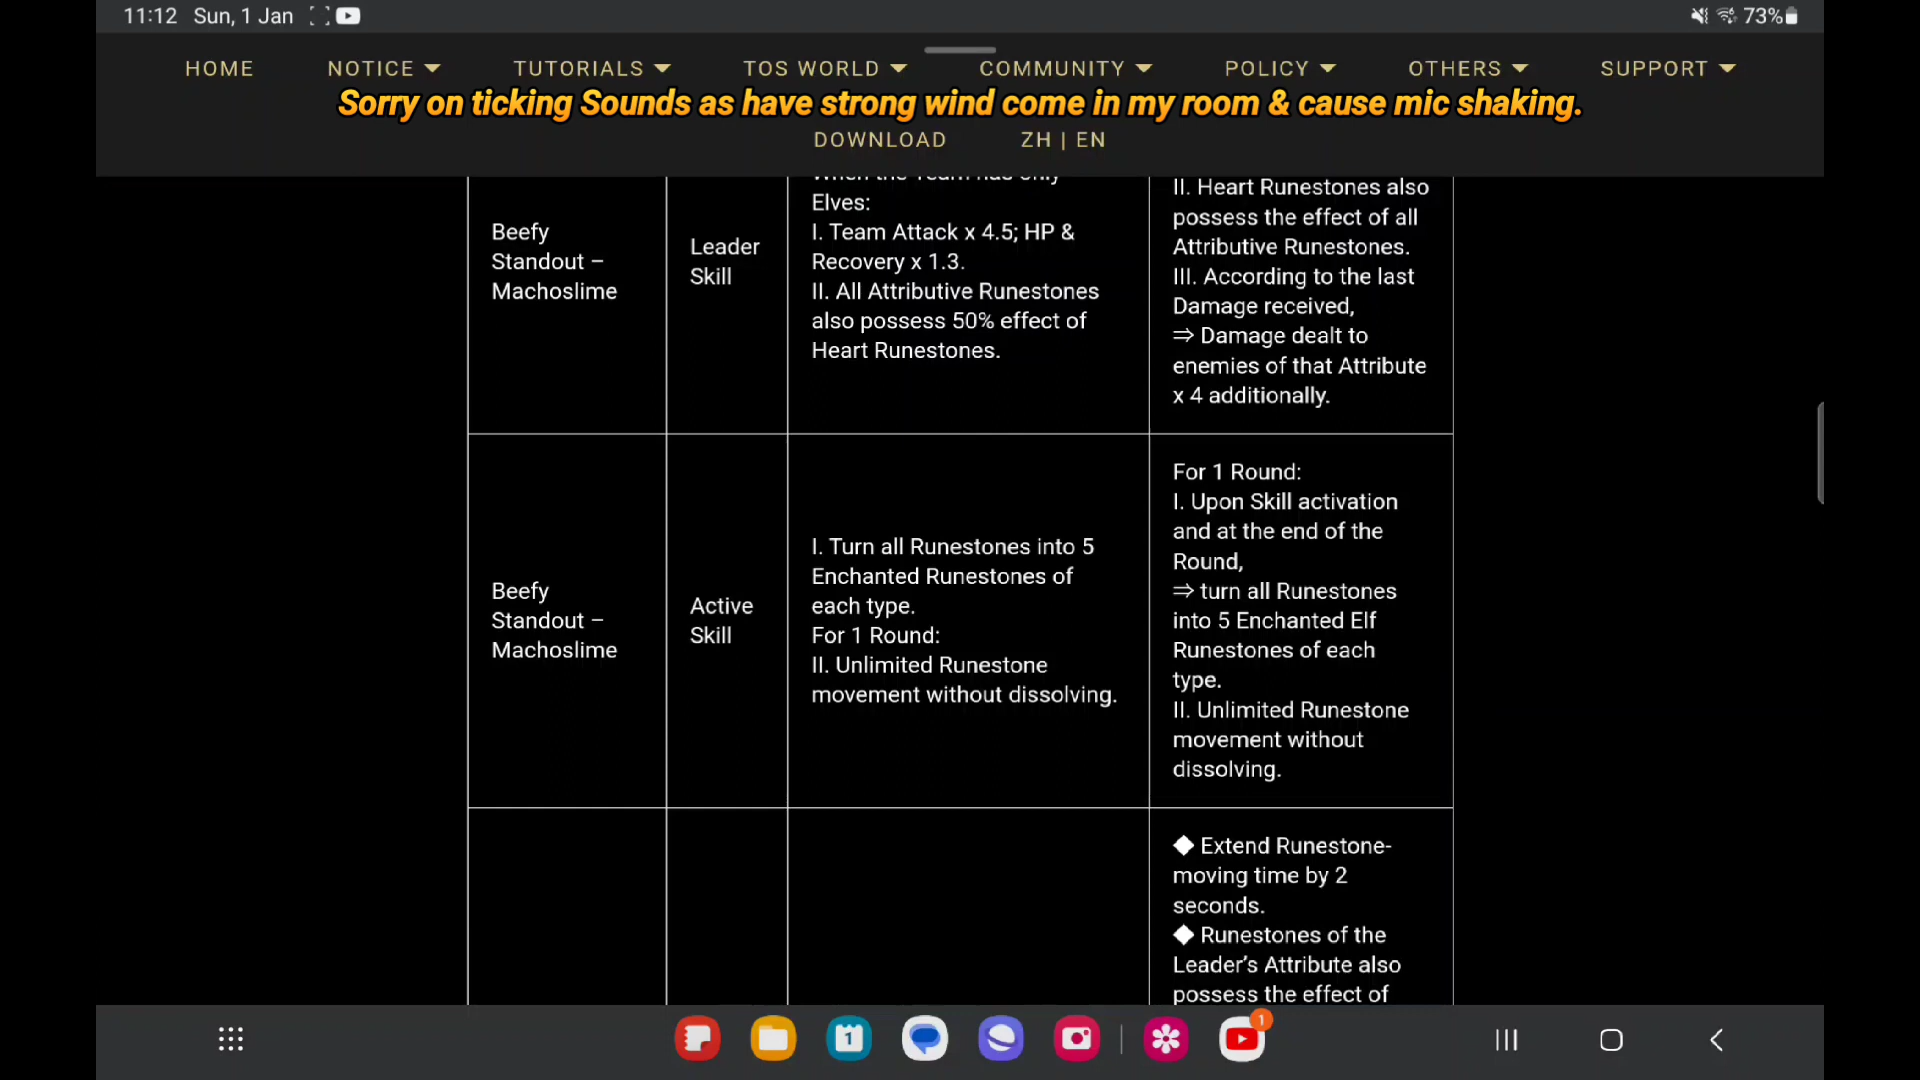 11:12 Sun, 1 Jan
73%
HOME
NOTICE
TUTORIALS
TOS WORLD
COMMUNITY
POLICY
OTHERS
SUPPORT
Sorry on ticking Sounds as have strong wind come in my room & cause mic shaking.
DOWNLOAD
ZH | EN
Beefy
Standout –
Machoslime
Leader
Skill
When the Team has only
Elves:
I. Team Attack x 4.5; HP &
Recovery x 1.3.
II. All Attributive Runestones
also possess 50% effect of
Heart Runestones.
II. Heart Runestones also
possess the effect of all
Attributive Runestones.
III. According to the last
Damage received,
⇒ Damage dealt to
enemies of that Attribute
x 4 additionally.
Beefy
Standout –
Machoslime
Active
Skill
I. Turn all Runestones into 5
Enchanted Runestones of
each type.
For 1 Round:
II. Unlimited Runestone
movement without dissolving.
For 1 Round:
I. Upon Skill activation
and at the end of the
Round,
⇒ turn all Runestones
into 5 Enchanted Elf
Runestones of each
type.
II. Unlimited Runestone
movement without
dissolving.
◆ Extend Runestone-
moving time by 2
seconds.
◆ Runestones of the
Leader’s Attribute also
possess the effect of
1
1